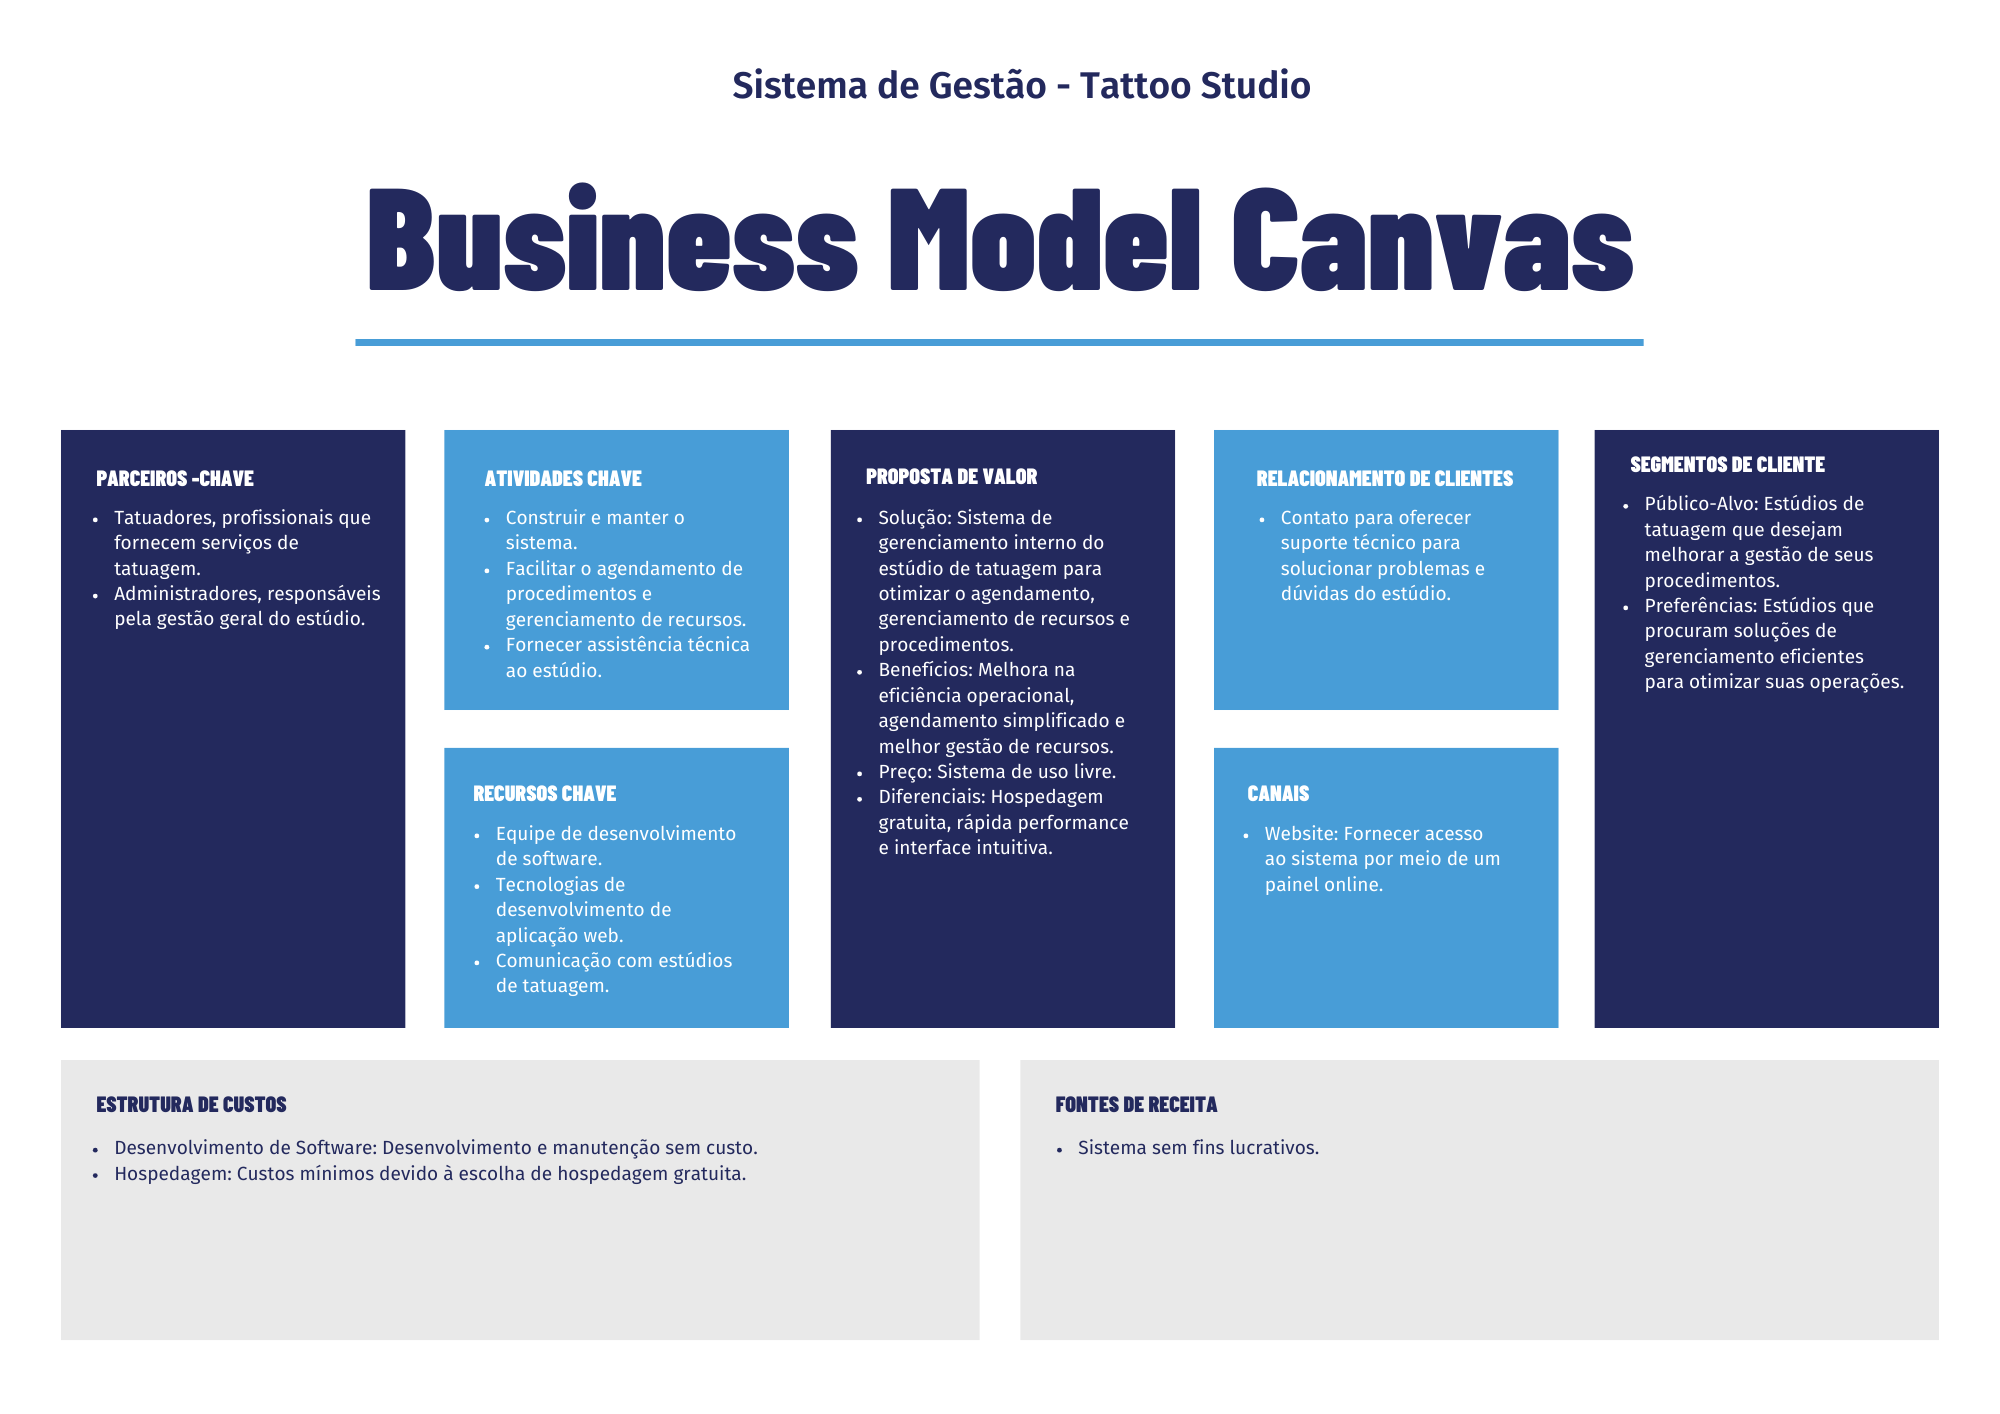 Sistema de Gestão - Tattoo Studio
Business Model Canvas
PARCEIROS -CHAVE
• Tatuadores, profissionais que
fornecem serviços de
tatuagem.
• Administradores, responsáveis
pela gestão geral do estúdio.
ATIVIDADES CHAVE
• Construir e manter o
sistema.
• Facilitar o agendamento de
procedimentos e
gerenciamento de recursos.
• Fornecer assistência técnica
ao estúdio.
RECURSOS CHAVE
• Equipe de desenvolvimento
de software.
• Tecnologias de
desenvolvimento de
aplicação web.
• Comunicação com estúdios
de tatuagem.
PROPOSTA DE VALOR
• Solução: Sistema de
gerenciamento interno do
estúdio de tatuagem para
otimizar o agendamento,
gerenciamento de recursos e
procedimentos.
• Benefícios: Melhora na
eficiência operacional,
agendamento simplificado e
melhor gestão de recursos.
• Preço: Sistema de uso livre.
• Diferenciais: Hospedagem
gratuita, rápida performance
e interface intuitiva.
RELACIONAMENTO DE CLIENTES
• Contato para oferecer
suporte técnico para
solucionar problemas e
dúvidas do estúdio.
CANAIS
• Website: Fornecer acesso
ao sistema por meio de um
painel online.
SEGMENTOS DE CLIENTE
• Público-Alvo: Estúdios de
tatuagem que desejam
melhorar a gestão de seus
procedimentos.
• Preferências: Estúdios que
procuram soluções de
gerenciamento eficientes
para otimizar suas operações.
ESTRUTURA DE CUSTOS
• Desenvolvimento de Software: Desenvolvimento e manutenção sem custo.
• Hospedagem: Custos mínimos devido à escolha de hospedagem gratuita.
FONTES DE RECEITA
• Sistema sem fins lucrativos.